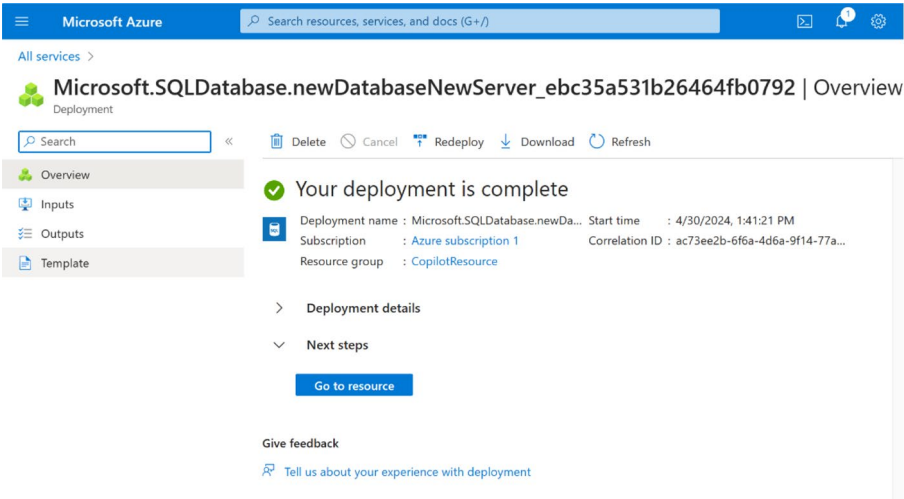 Microsoft Azure
Search resources, services, and docs (G+/)
1
All services >
Microsoft.SQLDatabase.newDatabaseNewServer_ebc35a531b26464fb0792 | Overview
Deployment
Search
«
Delete Cancel Redeploy Download Refresh
Overview
Inputs
Outputs
Template
Your deployment is complete
SQL
Deployment name : Microsoft.SQLDatabase.newDa... Start time : 4/30/2024, 1:41:21 PM
Subscription : Azure subscription 1 Correlation ID : ac73ee2b-6f6a-4d6a-9f14-77a...
Resource group : CopilotResource
Deployment details
Next steps
Go to resource
Give feedback
Tell us about your experience with deployment